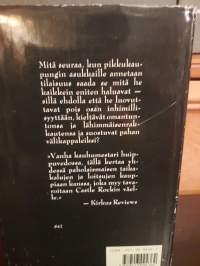 Mitä seuraa, kun pikkukau-
pungin asukkaille annetaan
tilaisuus saada se mitä he
kaikkein eniten haluavat –
sillä ehdolla että he luovut-
tavat pois osan inhimilli-
syyttään, kieltävät omantun-
tonsa ja lähimmäisenrak-
kautensa ja suostuvat pahan
välikappaleiksi?
»Vanha kauhumestari huip-
puvedossa, tällä kertaa yh-
dessä paholaismaisen taika-
kalujen ja loitsujen kaup-
piaan kanssa, joka myy tava-
roitaan Castle Rockin väel-
le.»
– Kirkus Reviews